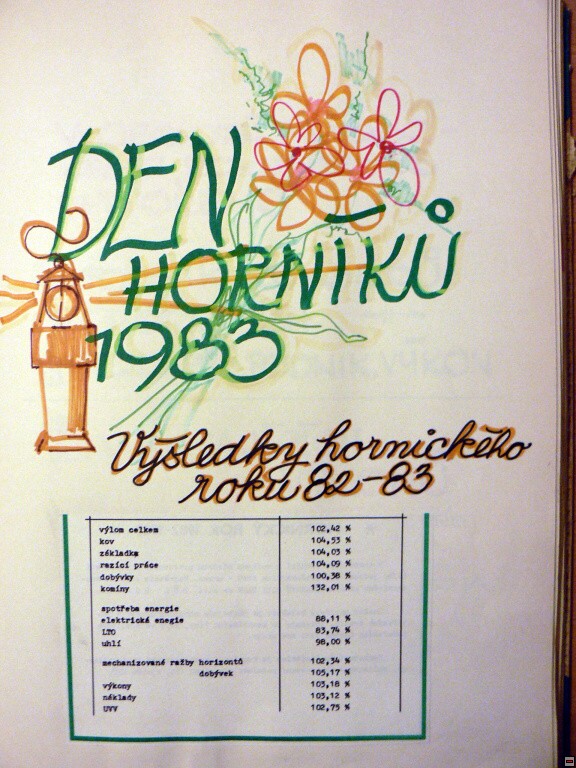 DEN
HORNÍKŮ
1983
Výsledky hornického
roku 82-83
výlom celkem 102,42 %
kov 104,53 %
základka 104,03 %
razící práce 104,09 %
dobývky 100,38 %
komíny 132,01 %
spotřeba energie
elektrické enegie 88,11 %
LTO 83,74 %
uhlí 98,00 %
mechanizované ražby horizontů 102,34 %
dobývek 105,17 %
výkony 103,18 %
náklady 103,12 %
UVV 102,75 %